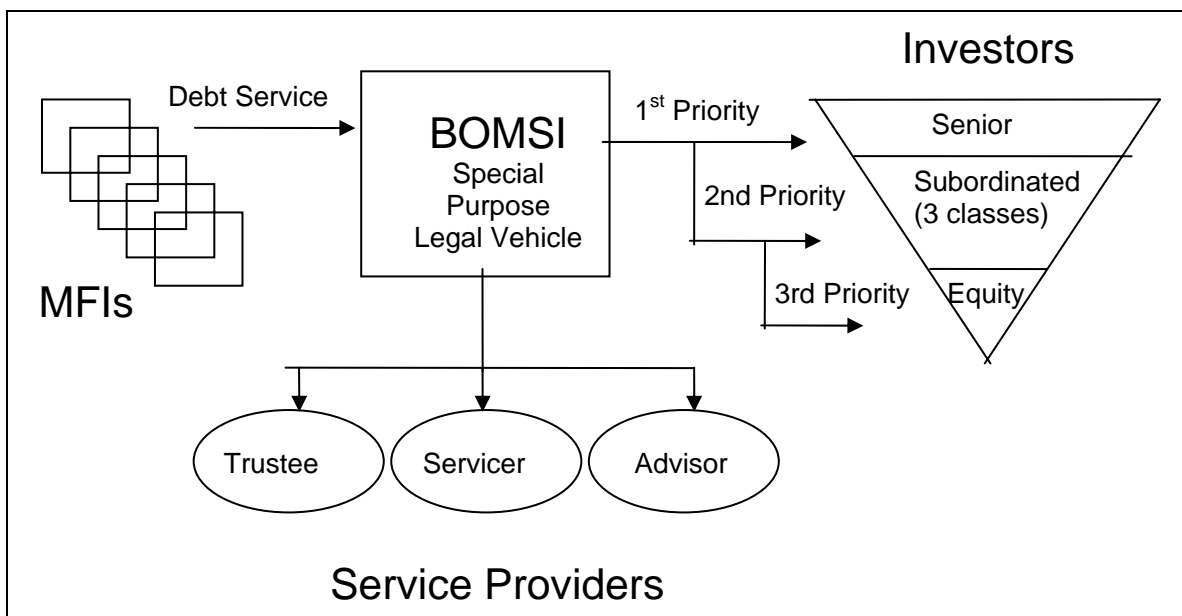 Investors
Debt Service
BOMSI
Special
Purpose
Legal Vehicle
1st Priority
2nd Priority
3rd Priority
Senior
Subordinated
(3 classes)
Equity
MFIs
Trustee
Servicer
Advisor
Service Providers